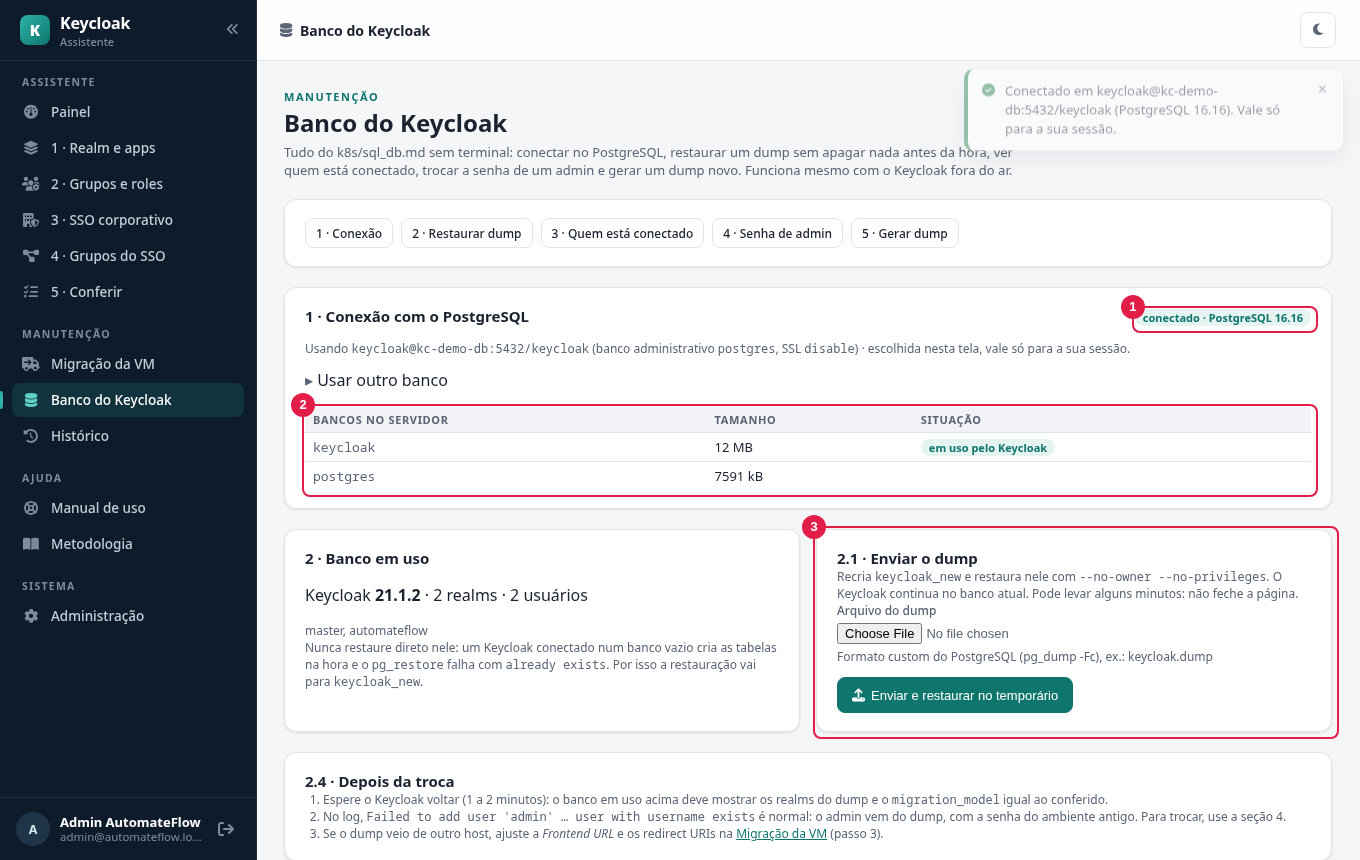 K
Keycloak
Assistente
ASSISTENTE
Painel
1 · Realm e apps
2 · Grupos e roles
3 · SSO corporativo
4 · Grupos do SSO
5 · Conferir
MANUTENÇÃO
Migração da VM
Banco do Keycloak
Histórico
AJUDA
Manual de uso
Metodologia
SISTEMA
Administração
A
Admin AutomateFlow
admin@automateflow.lo...
Banco do Keycloak
Conectado em keycloak@kc-demo-
db:5432/keycloak (PostgreSQL 16.16). Vale só
para a sua sessão.
×
MANUTENÇÃO
Banco do Keycloak
Tudo do k8s/sql_db.md sem terminal: conectar no PostgreSQL, restaurar um dump sem apagar nada antes da hora, ver
quem está conectado, trocar a senha de um admin e gerar um dump novo. Funciona mesmo com o Keycloak fora do ar.
1 · Conexão
2 · Restaurar dump
3 · Quem está conectado
4 · Senha de admin
5 · Gerar dump
1 · Conexão com o PostgreSQL
1
conectado · PostgreSQL 16.16
Usando keycloak@kc-demo-db:5432/keycloak (banco administrativo postgres, SSL disable) · escolhida nesta tela, vale só para a sua sessão.
▸ Usar outro banco
2
BANCOS NO SERVIDOR TAMANHO SITUAÇÃO
keycloak 12 MB em uso pelo Keycloak
postgres 7591 kB
2 · Banco em uso
Keycloak 21.1.2 · 2 realms · 2 usuários
master, automateflow
Nunca restaure direto nele: um Keycloak conectado num banco vazio cria as tabelas
na hora e o pg_restore falha com already exists. Por isso a restauração vai
para keycloak_new.
3
2.1 · Enviar o dump
Recria keycloak_new e restaura nele com --no-owner --no-privileges. O
Keycloak continua no banco atual. Pode levar alguns minutos: não feche a página.
Arquivo do dump
Choose File No file chosen
Formato custom do PostgreSQL (pg_dump -Fc), ex.: keycloak.dump
Enviar e restaurar no temporário
2.4 · Depois da troca
1. Espere o Keycloak voltar (1 a 2 minutos): o banco em uso acima deve mostrar os realms do dump e o migration_model igual ao conferido.
2. No log, Failed to add user 'admin' … user with username exists é normal: o admin vem do dump, com a senha do ambiente antigo. Para trocar, use a seção 4.
3. Se o dump veio de outro host, ajuste a Frontend URL e os redirect URIs na Migração da VM (passo 3).